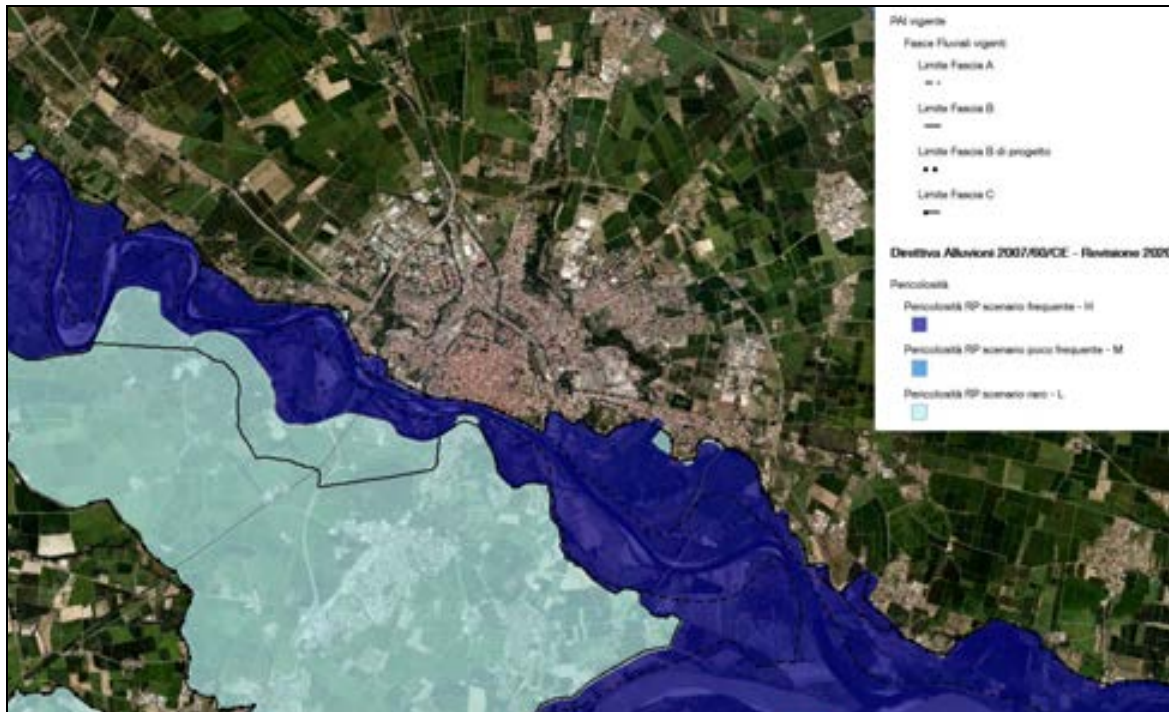 PAI vigente
Fasce Fluviali vigenti
Limite Fascia A
Limite Fascia B
Limite Fascia B di progetto
Limite Fascia C
Direttiva Alluvioni 2007/60/CE - Revisione 2020
Pericolosità
Pericolosità RP scenario frequente - H
Pericolosità RP scenario poco frequente - M
Pericolosità RP scenario raro - L